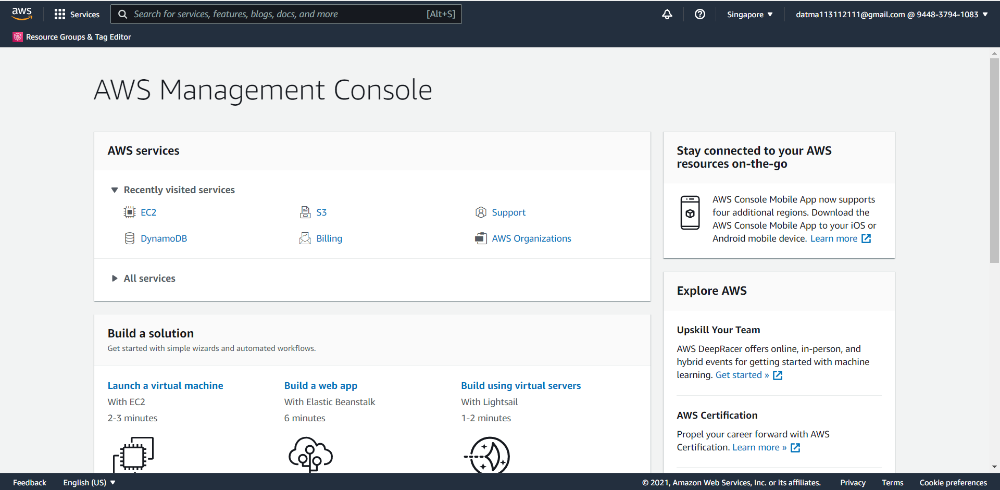 aws
Services
Search for services, features, blogs, docs, and more
[Alt+S]
Singapore
datma113112111@gmail.com @ 9448-3794-1083
Resource Groups & Tag Editor
AWS Management Console
AWS services
Recently visited services
EC2
S3
Support
DynamoDB
Billing
AWS Organizations
All services
Build a solution
Get started with simple wizards and automated workflows.
Launch a virtual machine
With EC2
2-3 minutes
Build a web app
With Elastic Beanstalk
6 minutes
Build using virtual servers
With Lightsail
1-2 minutes
Stay connected to your AWS
resources on-the-go
AWS Console Mobile App now supports
four additional regions. Download the
AWS Console Mobile App to your iOS or
Android mobile device. Learn more
Explore AWS
Upskill Your Team
AWS DeepRacer offers online, in-person, and
hybrid events for getting started with machine
learning. Get started »
AWS Certification
Propel your career forward with AWS
Certification. Learn more »
Feedback
English (US)
© 2021, Amazon Web Services, Inc. or its affiliates.
Privacy
Terms
Cookie preferences